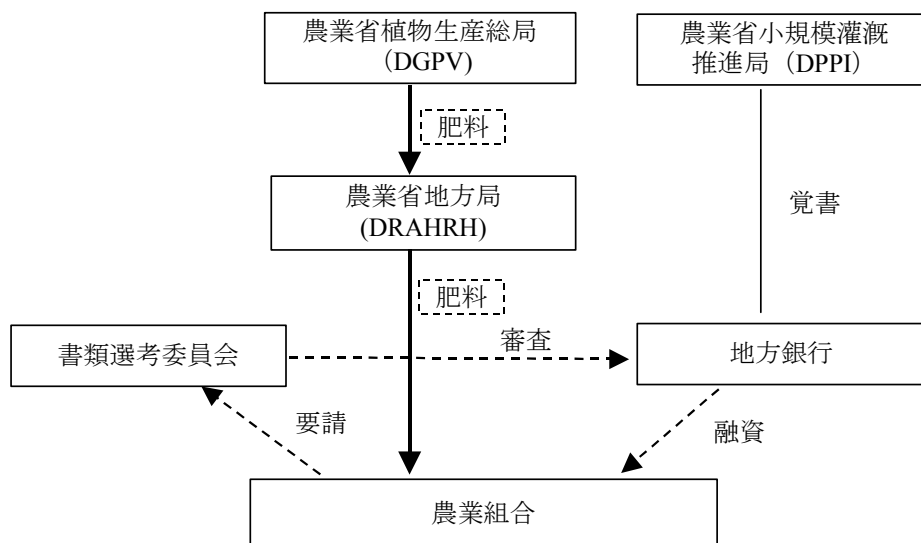 農業省植物生産総局
（DGPV)
農業省小規模灌漑
推進局（DPPI）
肥料
農業省地方局
(DRAHRH)
覚書
肥料
書類選考委員会
審査
地方銀行
要請
融資
農業組合